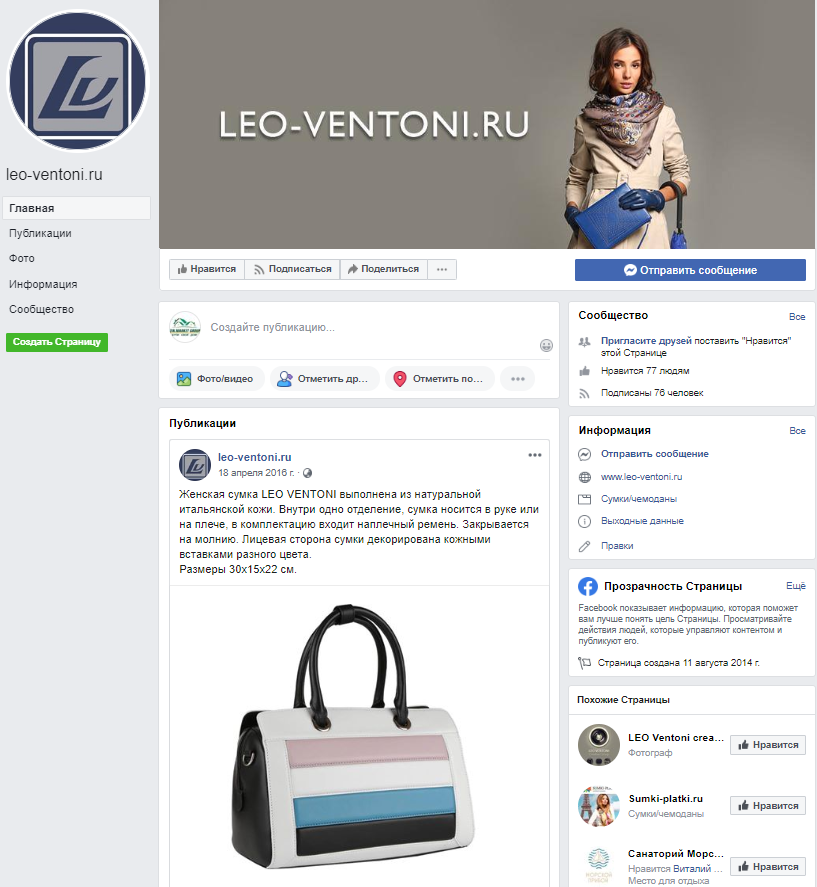 LV
leo-ventoni.ru
Главная
Публикации
Фото
Информация
Сообщество
Создать Страницу
LEO-VENTONI.RU
Нравится
Подписаться
Поделиться
Отправить сообщение
Создайте публикацию...
Фото/видео
Отметить др...
Отметить по...
Публикации
leo-ventoni.ru
18 апреля 2016 г. ·
Женская сумка LEO VENTONI выполнена из натуральной
итальянской кожи. Внутри одно отделение, сумка носится в руке или
на плече, в комплектацию входит наплечный ремень. Закрывается
на молнию. Лицевая сторона сумки декорирована кожными
вставками разного цвета.
Размеры 30х15х22 см.
Сообщество
Все
Пригласите друзей поставить "Нравится"
этой Странице
Нравится 77 людям
Подписаны 76 человек
Информация
Все
Отправить сообщение
www.leo-ventoni.ru
Сумки/чемоданы
Выходные данные
Правки
Прозрачность Страницы
Ещё
Facebook показывает информацию, которая поможет
вам лучше понять цель Страницы. Просматривайте
действия людей, которые управляют контентом и
публикуют его.
Страница создана 11 августа 2014 г.
Похожие Страницы
LEO Ventoni crea...
Фотограф
Нравится
Sumki-platki.ru
Сумки/чемоданы
Нравится
Санаторий Морс...
Нравится Виталий ...
Место для отдыха
Нравится